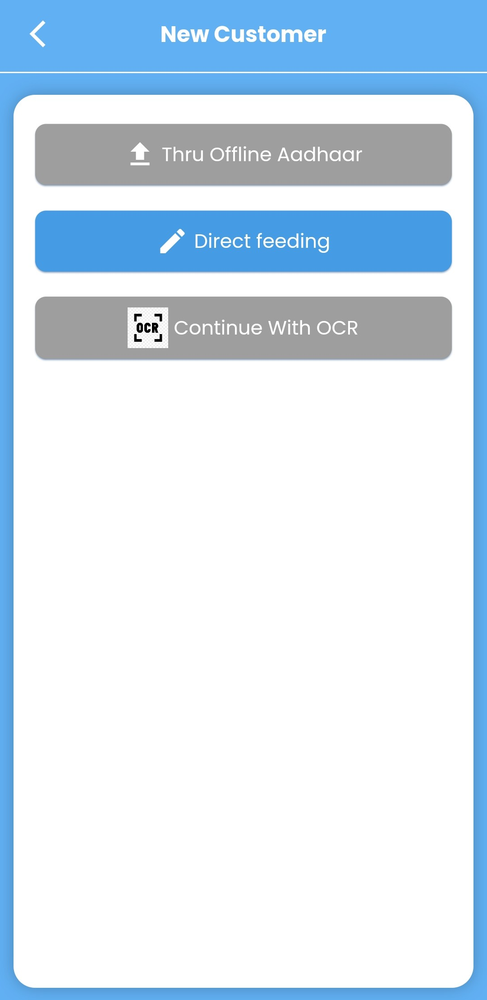 New Customer
Thru Offline Aadhaar
Direct feeding
OCR Continue With OCR